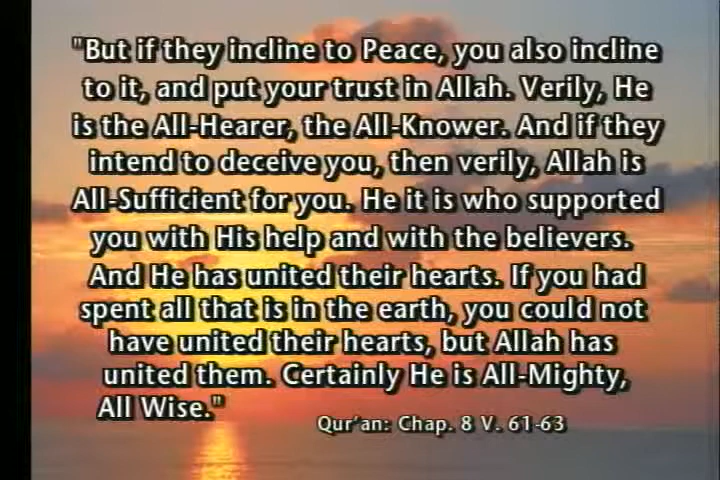 "But if they incline to Peace, you also incline
to it, and put your trust in Allah. Verily, He
is the All-Hearer, the All-Knower. And if they
intend to deceive you, then verily, Allah is
All-Sufficient for you. He it is who supported
you with His help and with the believers.
And He has united their hearts. If you had
spent all that is in the earth, you could not
have united their hearts, but Allah has
united them. Certainly He is All-Mighty,
All Wise."
Qur'an: Chap. 8 V. 61-63